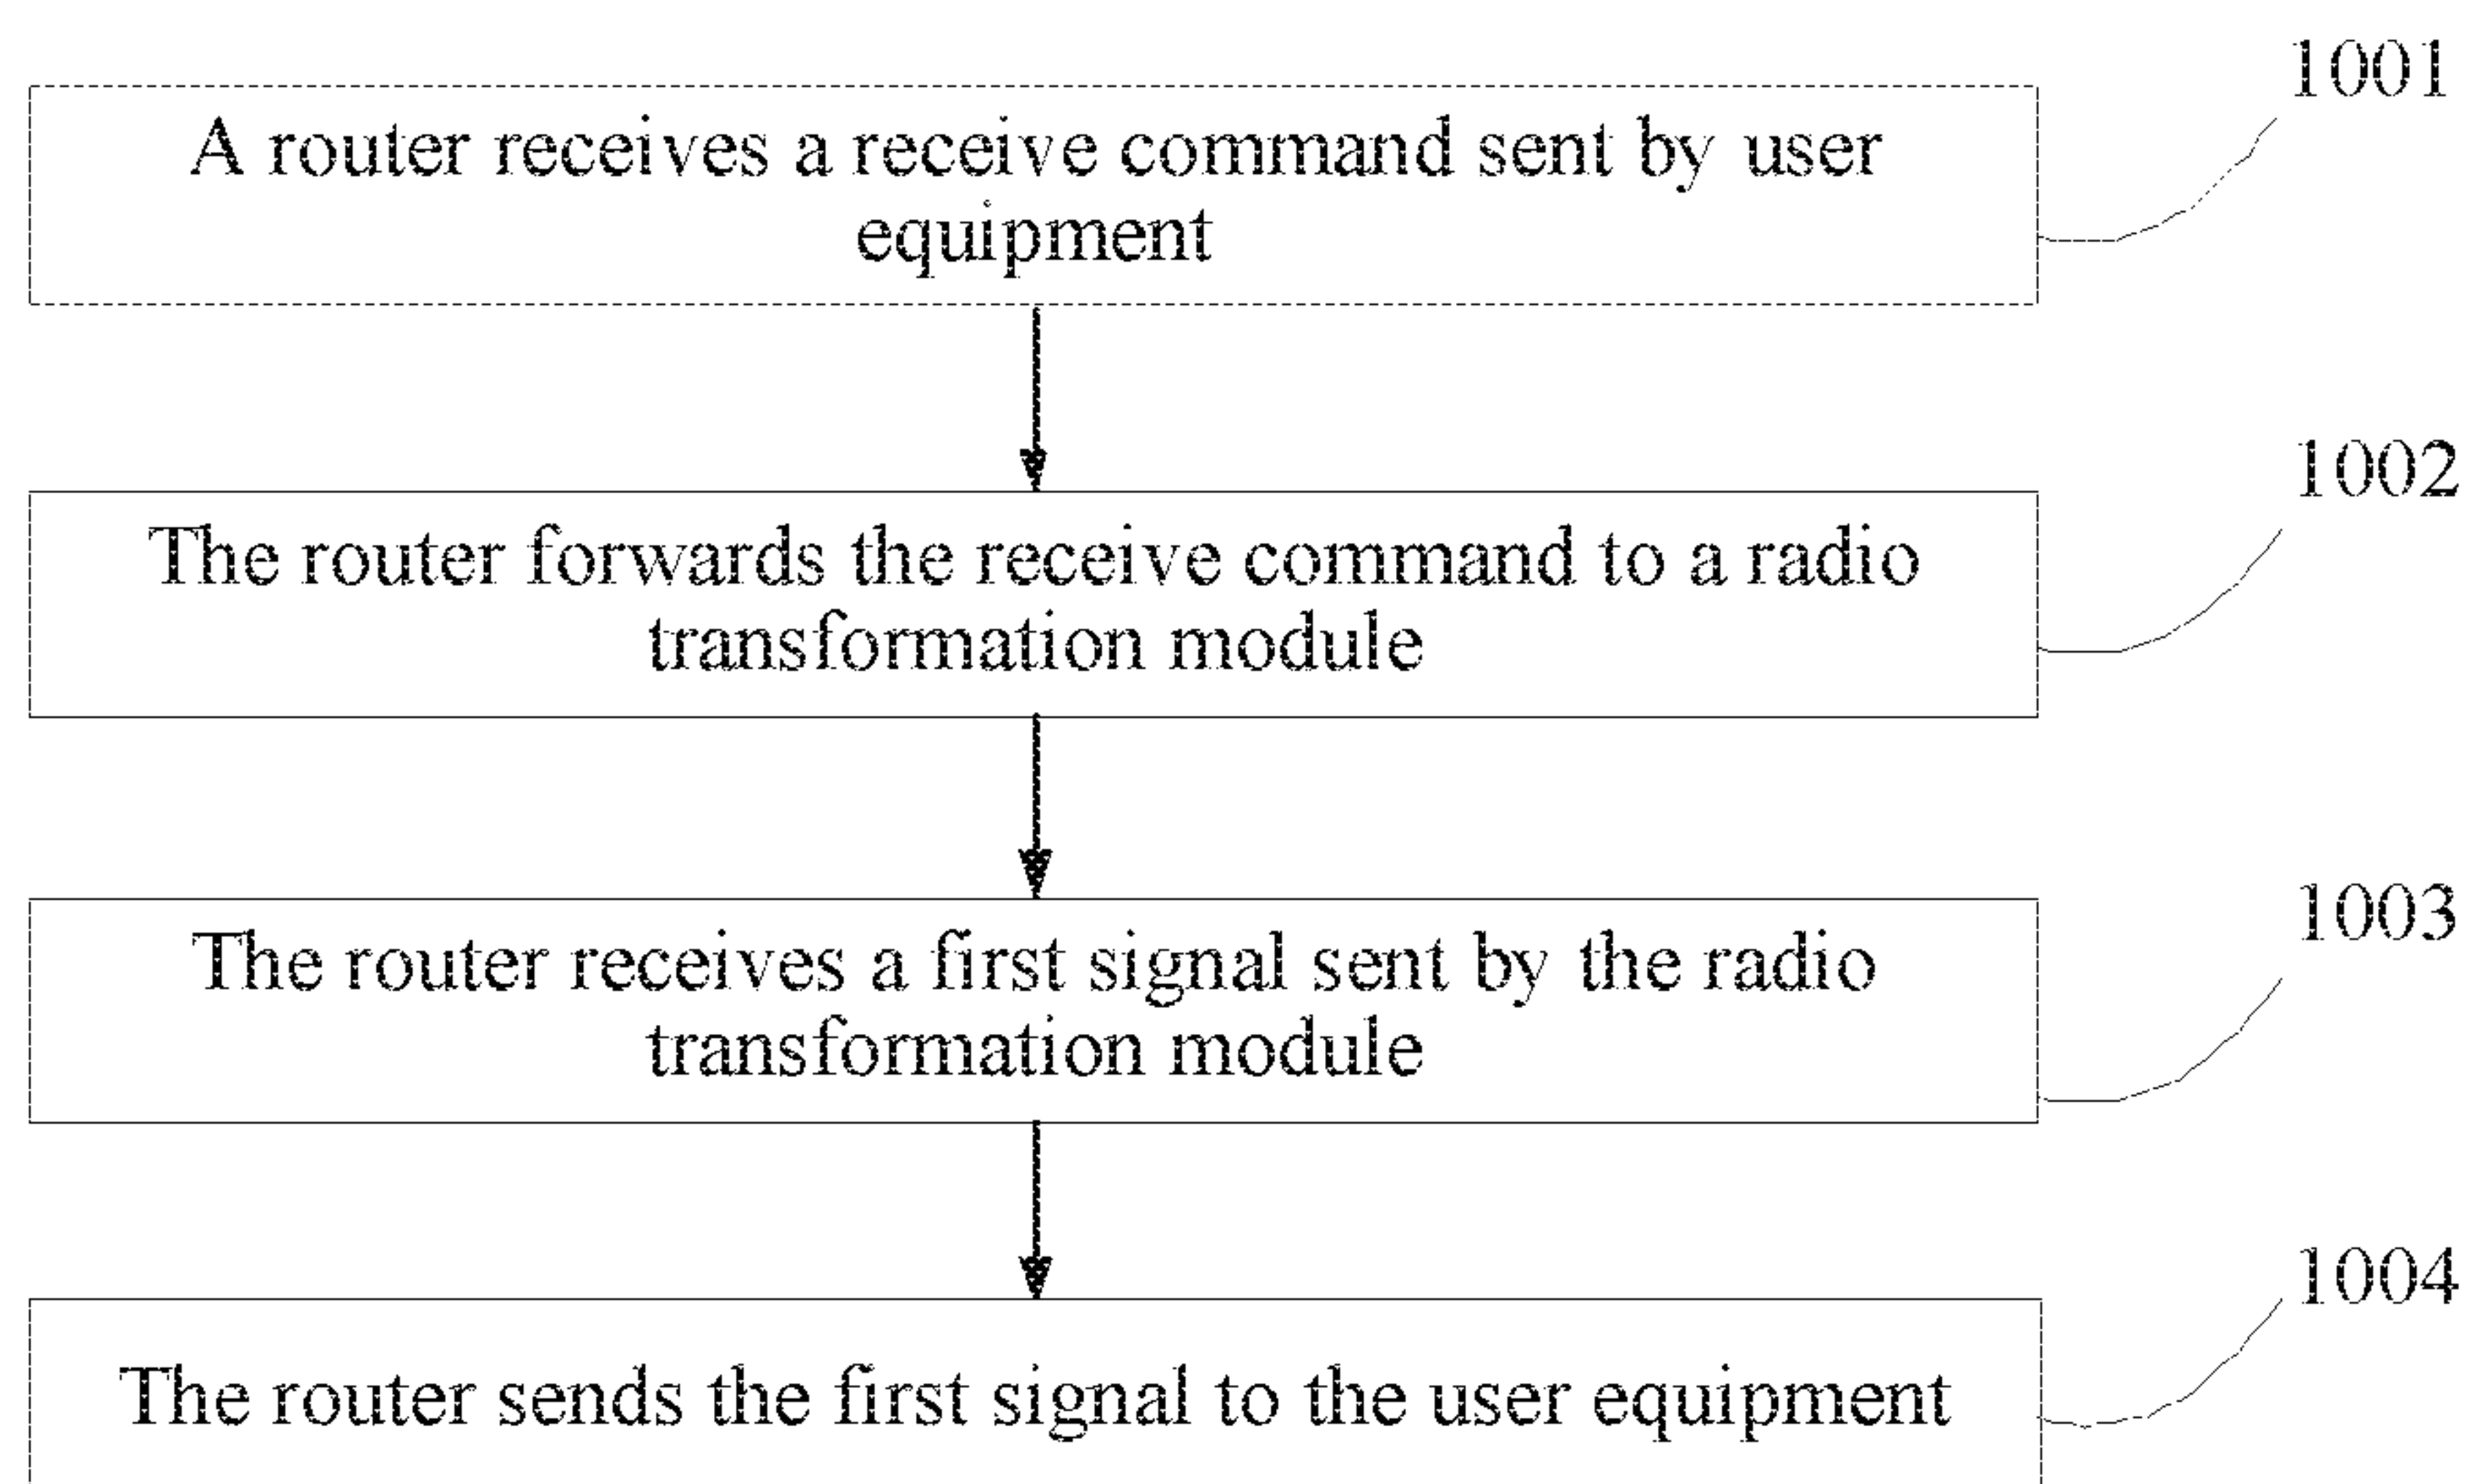 1001
A router receives a receive command sent by user
equipment
1002
The router forwards the receive command to a radio
transformation module
1003
The router receives a first signal sent by the radio
transformation module
1004
The router sends the first signal to the user equipment